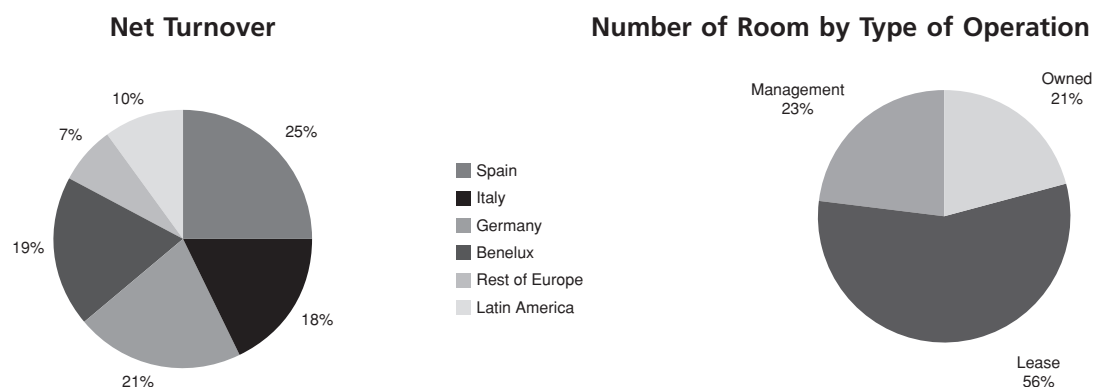 Net Turnover
10%
25%
7%
19%
18%
21%
Spain
Italy
Germany
Benelux
Rest of Europe
Latin America
Number of Room by Type of Operation
Management
23%
Owned
21%
Lease
56%